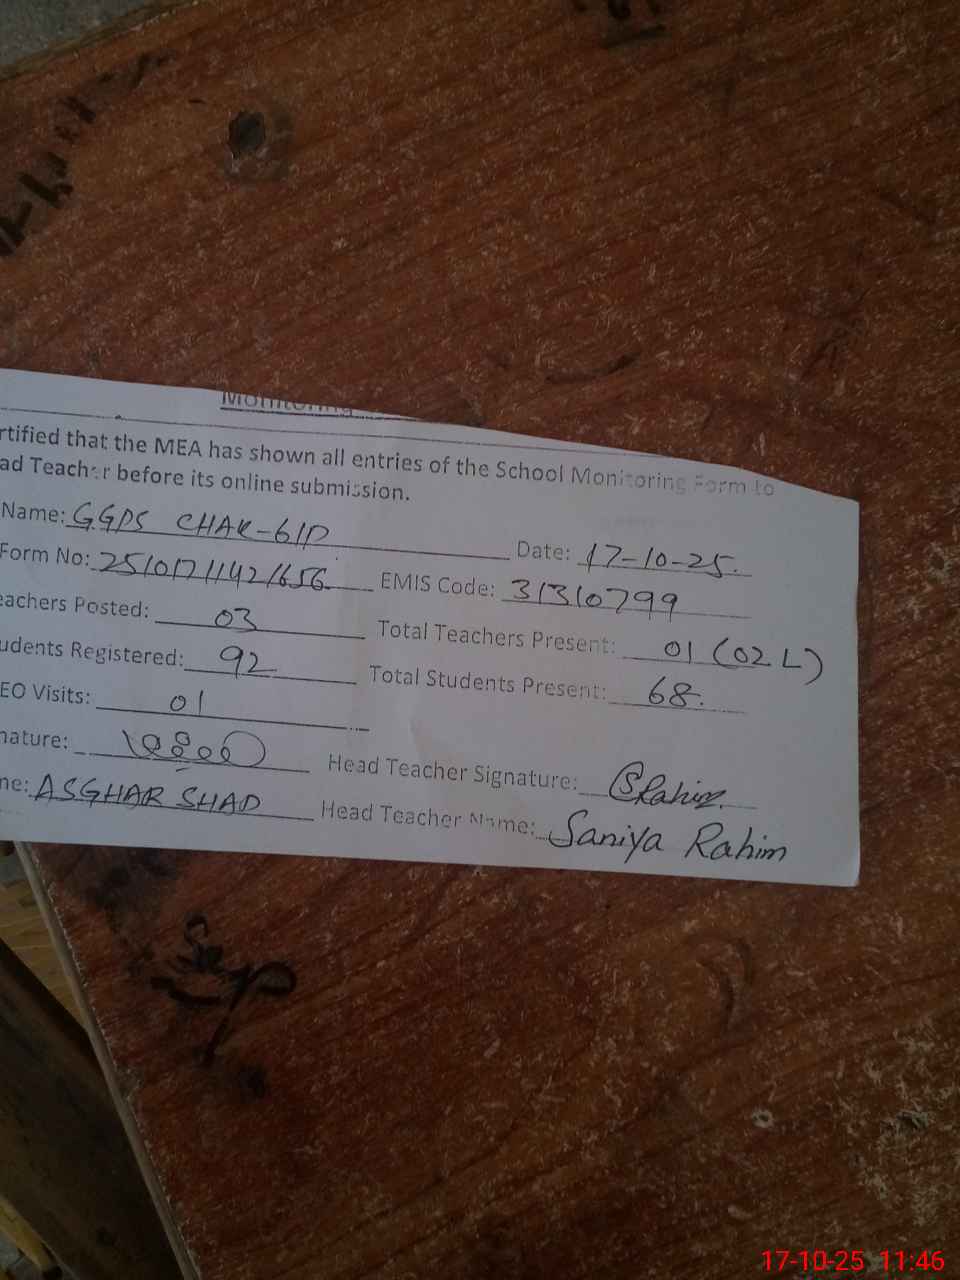 Monitoring
rtified that the MEA has shown all entries of the School Monitoring Form to
ad Teacher before its online submission.
Name: GGPS CHAK-61P Date: 17-10-25.
Form No: 25101711421656 EMIS Code: 31310799
eachers Posted: 03 Total Teachers Present: 01 (02 L)
udents Registered: 92 Total Students Present: 68.
EO Visits: 01
nature: Head Teacher Signature: SRahim
me: ASGHAR SHAD Head Teacher Name: Saniya Rahim
17-10-25 11:46